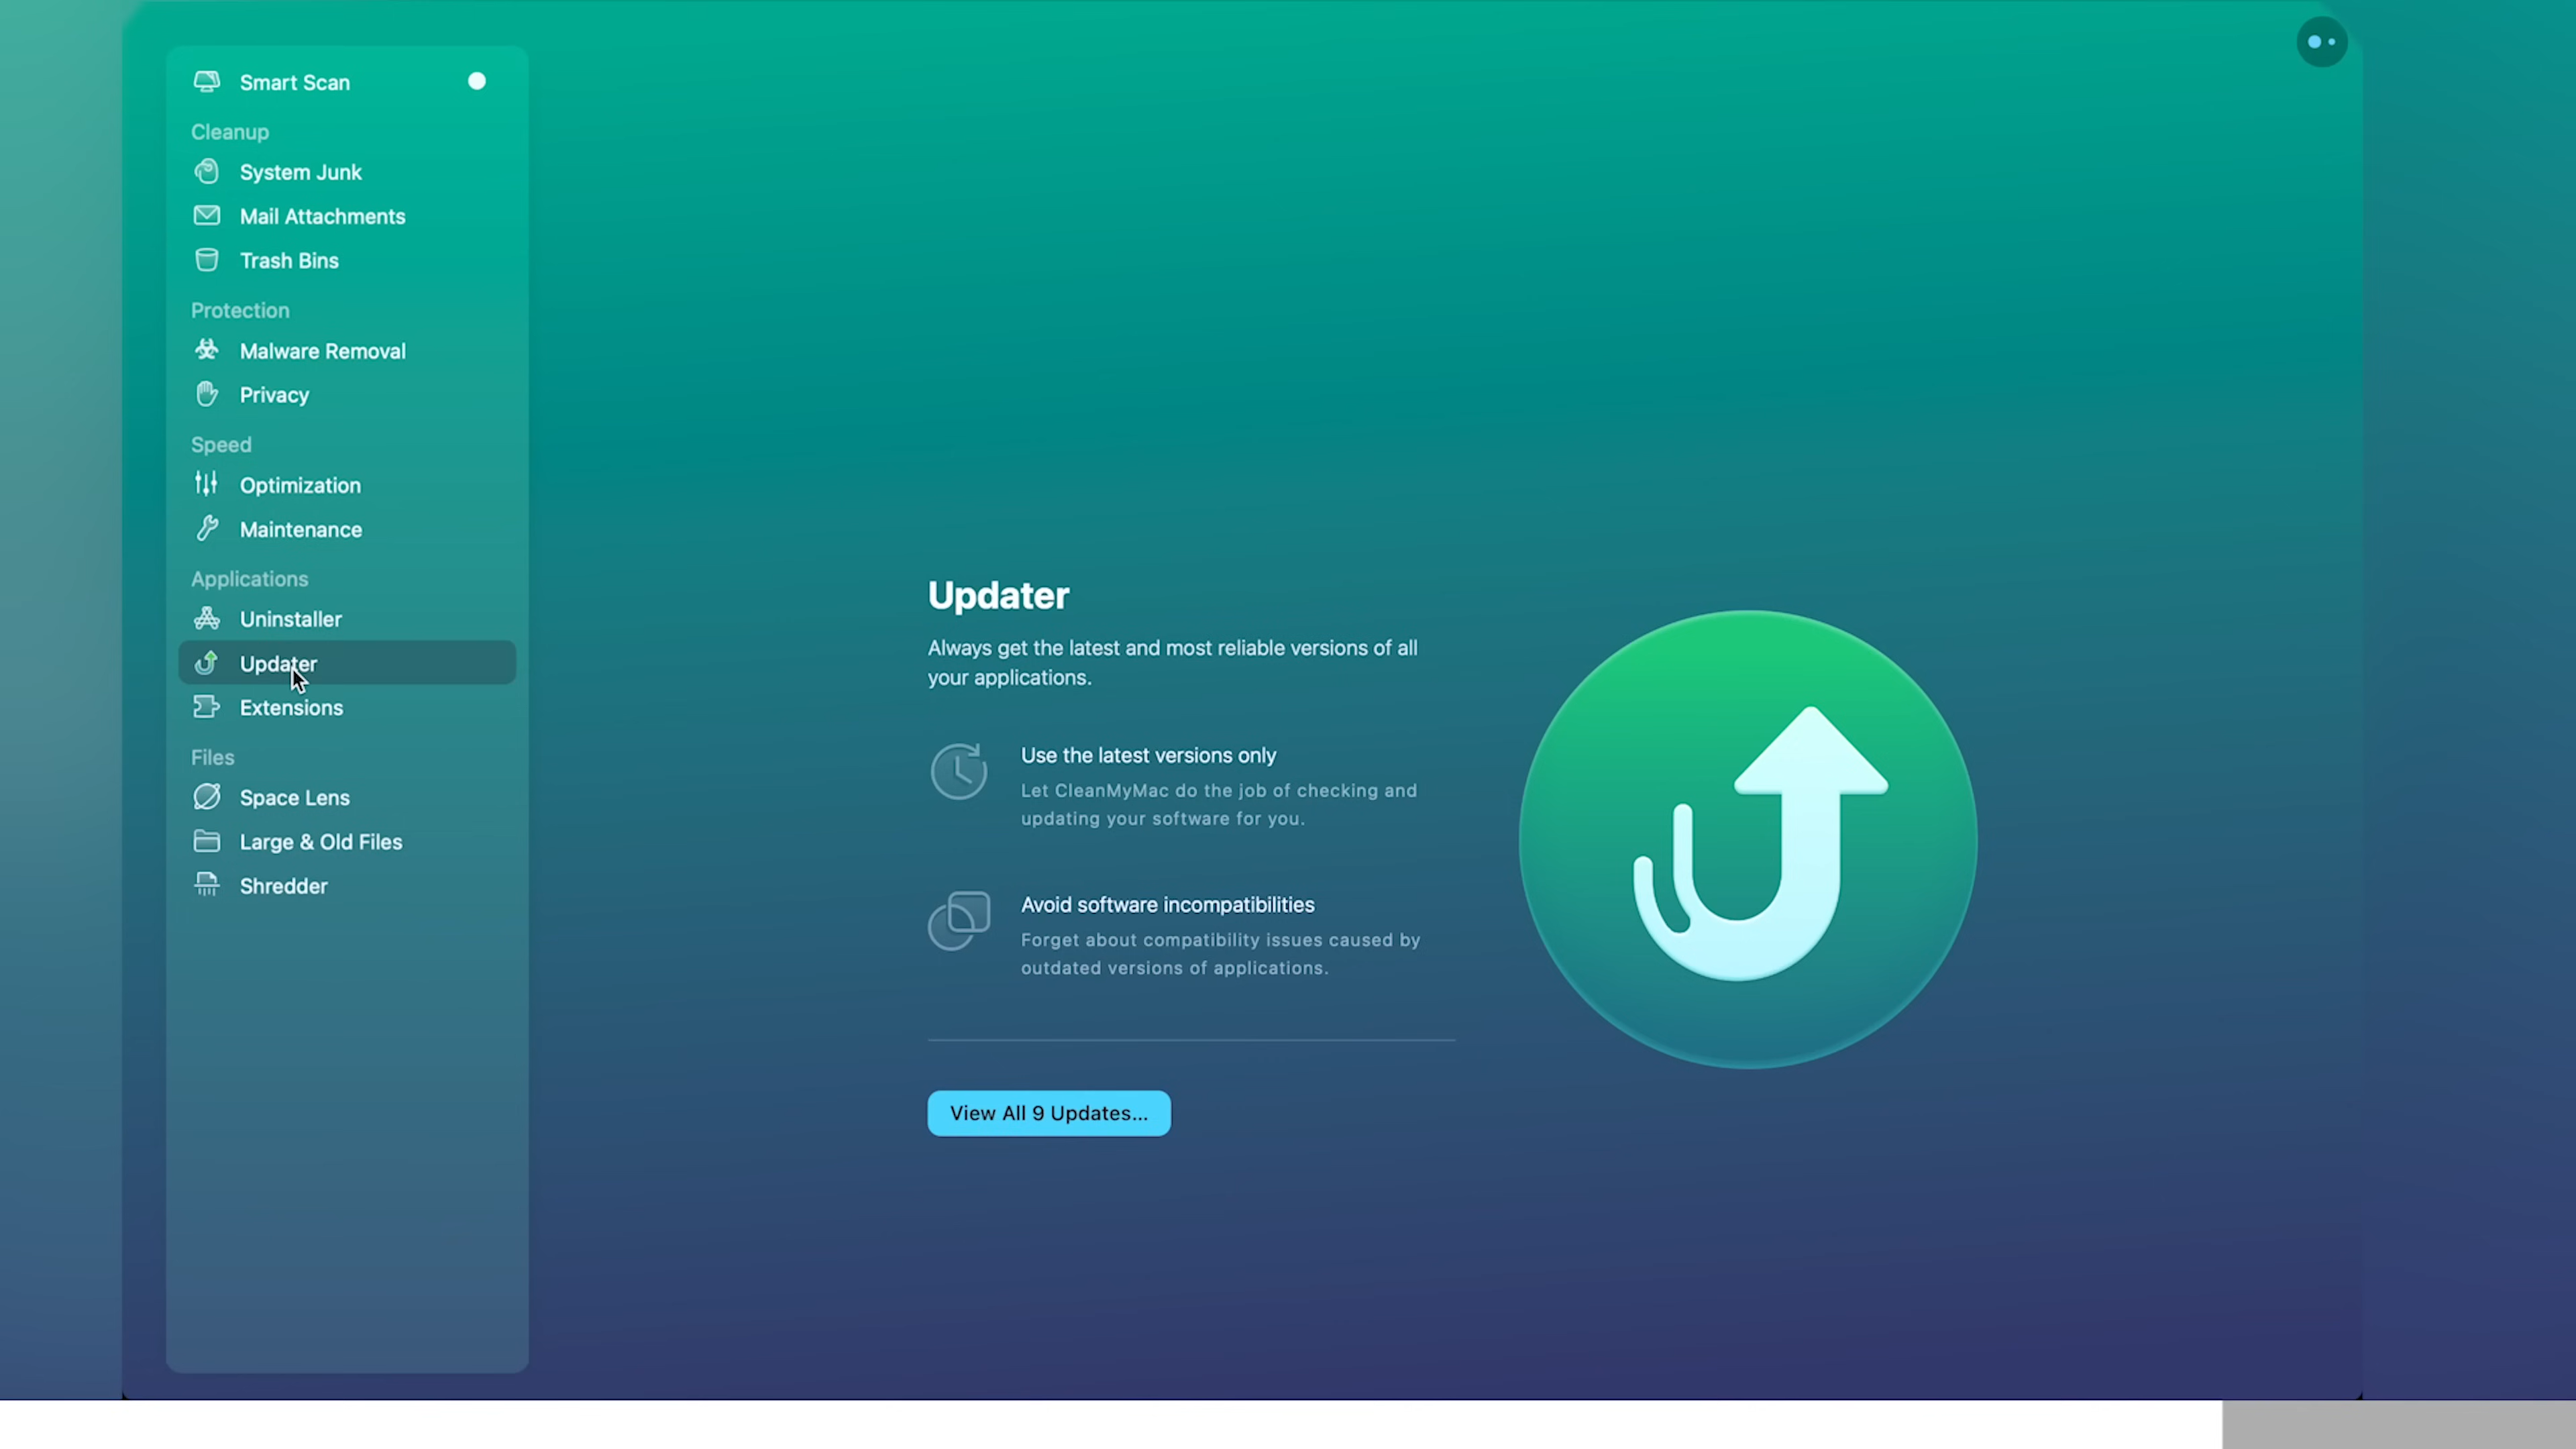 Smart Scan
Cleanup
System Junk
Mail Attachments
Trash Bins
Protection
Malware Removal
Privacy
Speed
Optimization
Maintenance
Applications
Uninstaller
Updater
Extensions
Files
Space Lens
Large & Old Files
Shredder
Updater
Always get the latest and most reliable versions of all
your applications.
Use the latest versions only
Let CleanMyMac do the job of checking and
updating your software for you.
Avoid software incompatibilities
Forget about compatibility issues caused by
outdated versions of applications.
View All 9 Updates...